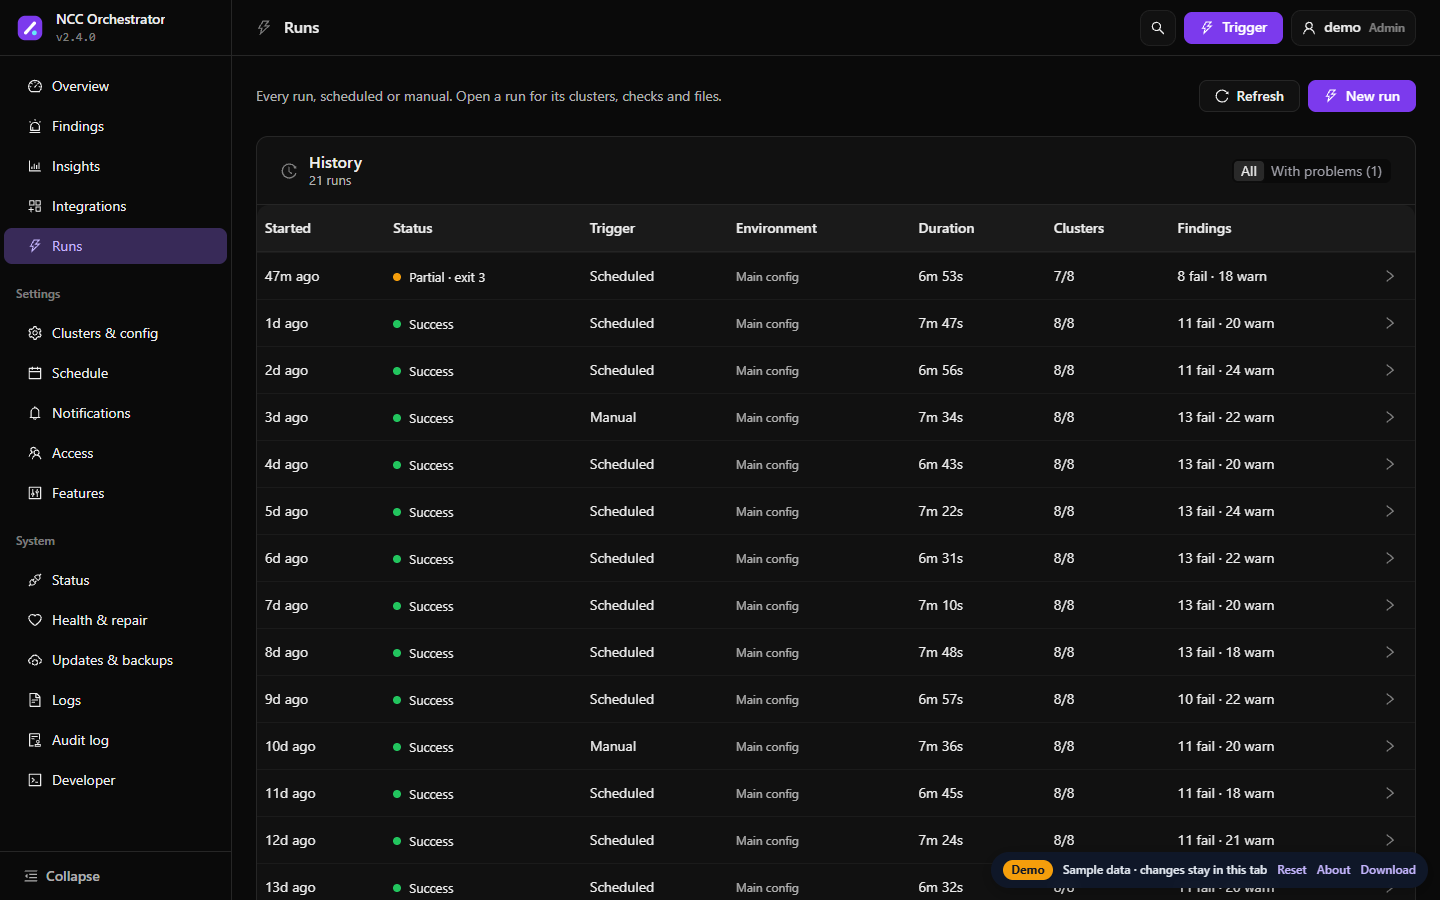 NCC Orchestrator
v2.4.0
Runs
Trigger
demo Admin
Overview
Findings
Insights
Integrations
Runs
Settings
Clusters & config
Schedule
Notifications
Access
Features
System
Status
Health & repair
Updates & backups
Logs
Audit log
Developer
Collapse
Every run, scheduled or manual. Open a run for its clusters, checks and files.
Refresh
New run
History
21 runs
All With problems (1)
Started Status Trigger Environment Duration Clusters Findings
47m ago Partial · exit 3 Scheduled Main config 6m 53s 7/8 8 fail · 18 warn
1d ago Success Scheduled Main config 7m 47s 8/8 11 fail · 20 warn
2d ago Success Scheduled Main config 6m 56s 8/8 11 fail · 24 warn
3d ago Success Manual Main config 7m 34s 8/8 13 fail · 22 warn
4d ago Success Scheduled Main config 6m 43s 8/8 13 fail · 20 warn
5d ago Success Scheduled Main config 7m 22s 8/8 13 fail · 24 warn
6d ago Success Scheduled Main config 6m 31s 8/8 13 fail · 22 warn
7d ago Success Scheduled Main config 7m 10s 8/8 13 fail · 20 warn
8d ago Success Scheduled Main config 7m 48s 8/8 13 fail · 18 warn
9d ago Success Scheduled Main config 6m 57s 8/8 10 fail · 22 warn
10d ago Success Manual Main config 7m 36s 8/8 11 fail · 20 warn
11d ago Success Scheduled Main config 6m 45s 8/8 11 fail · 18 warn
12d ago Success Scheduled Main config 7m 24s 8/8 11 fail · 21 warn
13d ago Success Scheduled Main config 6m 32s
Demo Sample data · changes stay in this tab Reset About Download